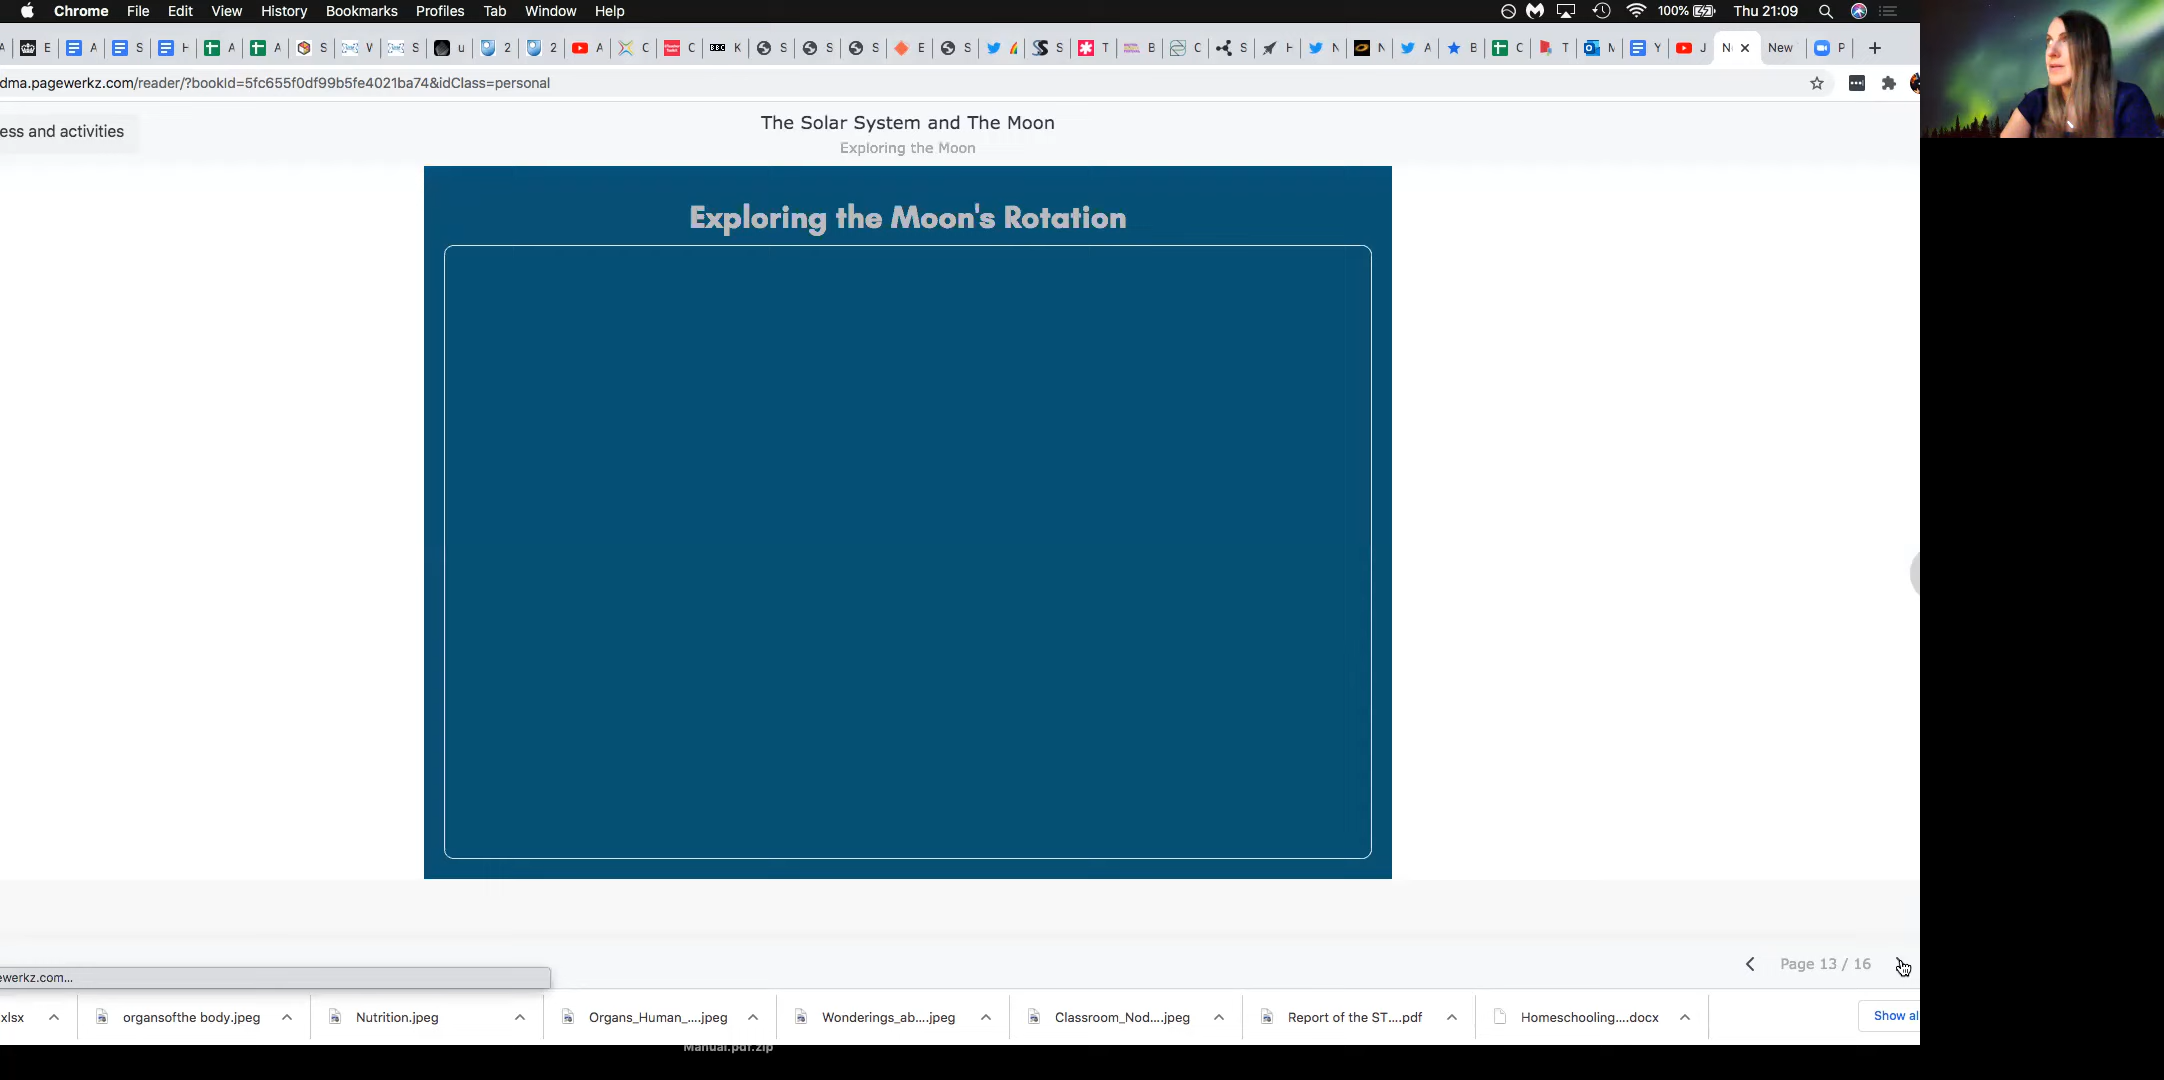 Chrome File Edit View History Bookmarks Profiles Tab Window Help 100% Thu 21:09
A E A S H A A S W S u 2 2 A C C BBC K S S S E S S T B C S H N N A B C T M Y J N New P
dma.pagewerkz.com/reader/?bookId=5fc655f0df99b5fe4021ba74&idClass=personal
ess and activities
The Solar System and The Moon
Exploring the Moon
Exploring the Moon's Rotation
Page 13 / 16
ewerkz.com...
xlsx organsofthe body.jpeg Nutrition.jpeg Organs_Human_....jpeg Wonderings_ab....jpeg Classroom_Nod....jpeg Report of the ST....pdf Homeschooling....docx Show al
Manual.pdf.zip